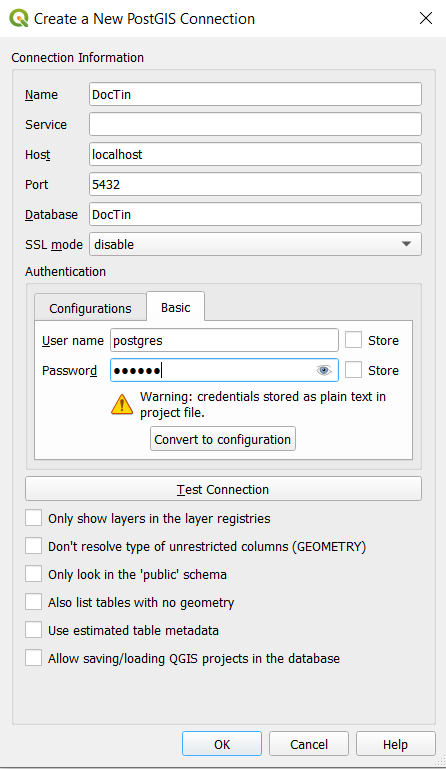 Create a New PostGIS Connection
Connection Information
Name DocTin
Service
Host localhost
Port 5432
Database DocTin
SSL mode disable
Authentication
Configurations Basic
User name postgres Store
Password ●●●●●● Store
Warning: credentials stored as plain text in
project file.
Convert to configuration
Test Connection
Only show layers in the layer registries
Don't resolve type of unrestricted columns (GEOMETRY)
Only look in the 'public' schema
Also list tables with no geometry
Use estimated table metadata
Allow saving/loading QGIS projects in the database
OK Cancel Help